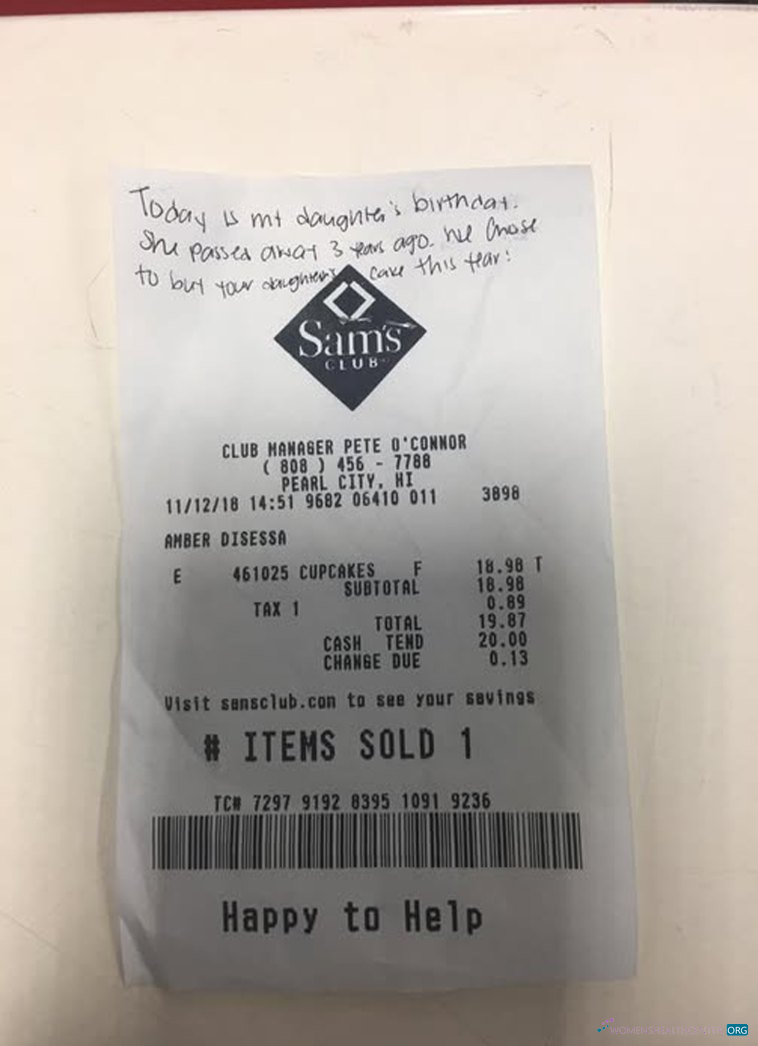 Today is my daughter's birthday.
She passed away 3 years ago. We chose
to buy your daughter's cake this year!
Sam's
CLUB
CLUB MANAGER PETE O'CONNOR
( 808 ) 456 - 7788
PEARL CITY, HI
11/12/18 14:51 9682 06410 011 3898
AMBER DISESSA
E 461025 CUPCAKES F 18.98 T
SUBTOTAL 18.98
TAX 1 0.89
TOTAL 19.87
CASH TEND 20.00
CHANGE DUE 0.13
Visit samsclub.com to see your savings
# ITEMS SOLD 1
TC# 7297 9192 8395 1091 9236
Happy to Help
ORG